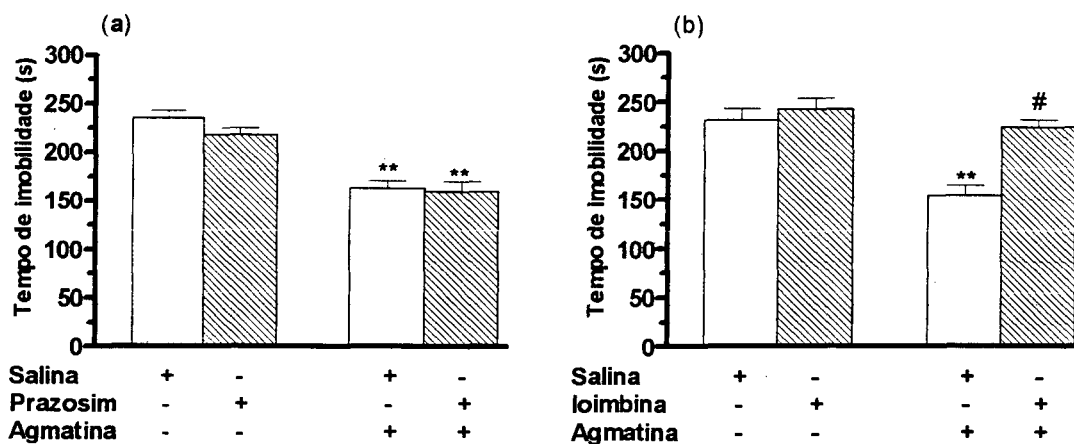 (a)
Tempo de imobilidade (s)
300
250
200
150
100
50
0
** **
Salina + - + -
Prazosim - + - +
Agmatina - - + +
(b)
Tempo de imobilidade (s)
300
250
200
150
100
50
0
** #
Salina + - + -
Ioimbina - + - +
Agmatina - - + +